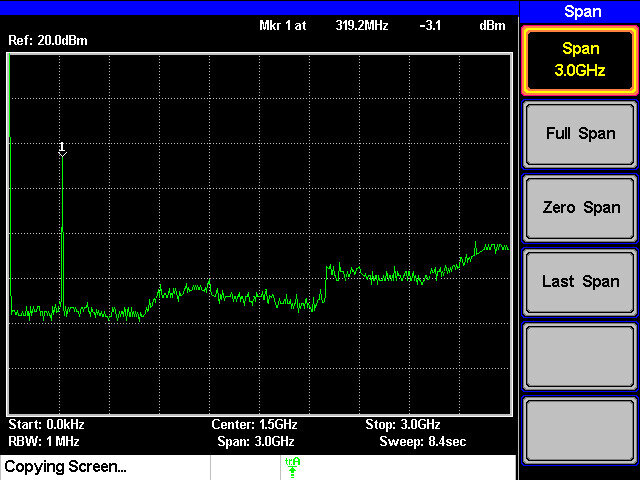 Span
Mkr 1 at 319.2MHz -3.1 dBm
Ref: 20.0dBm
Span
3.0GHz
1
Full Span
Zero Span
Last Span
Start: 0.0kHz Center: 1.5GHz Stop: 3.0GHz
RBW: 1 MHz Span: 3.0GHz Sweep: 8.4sec
Copying Screen... trA